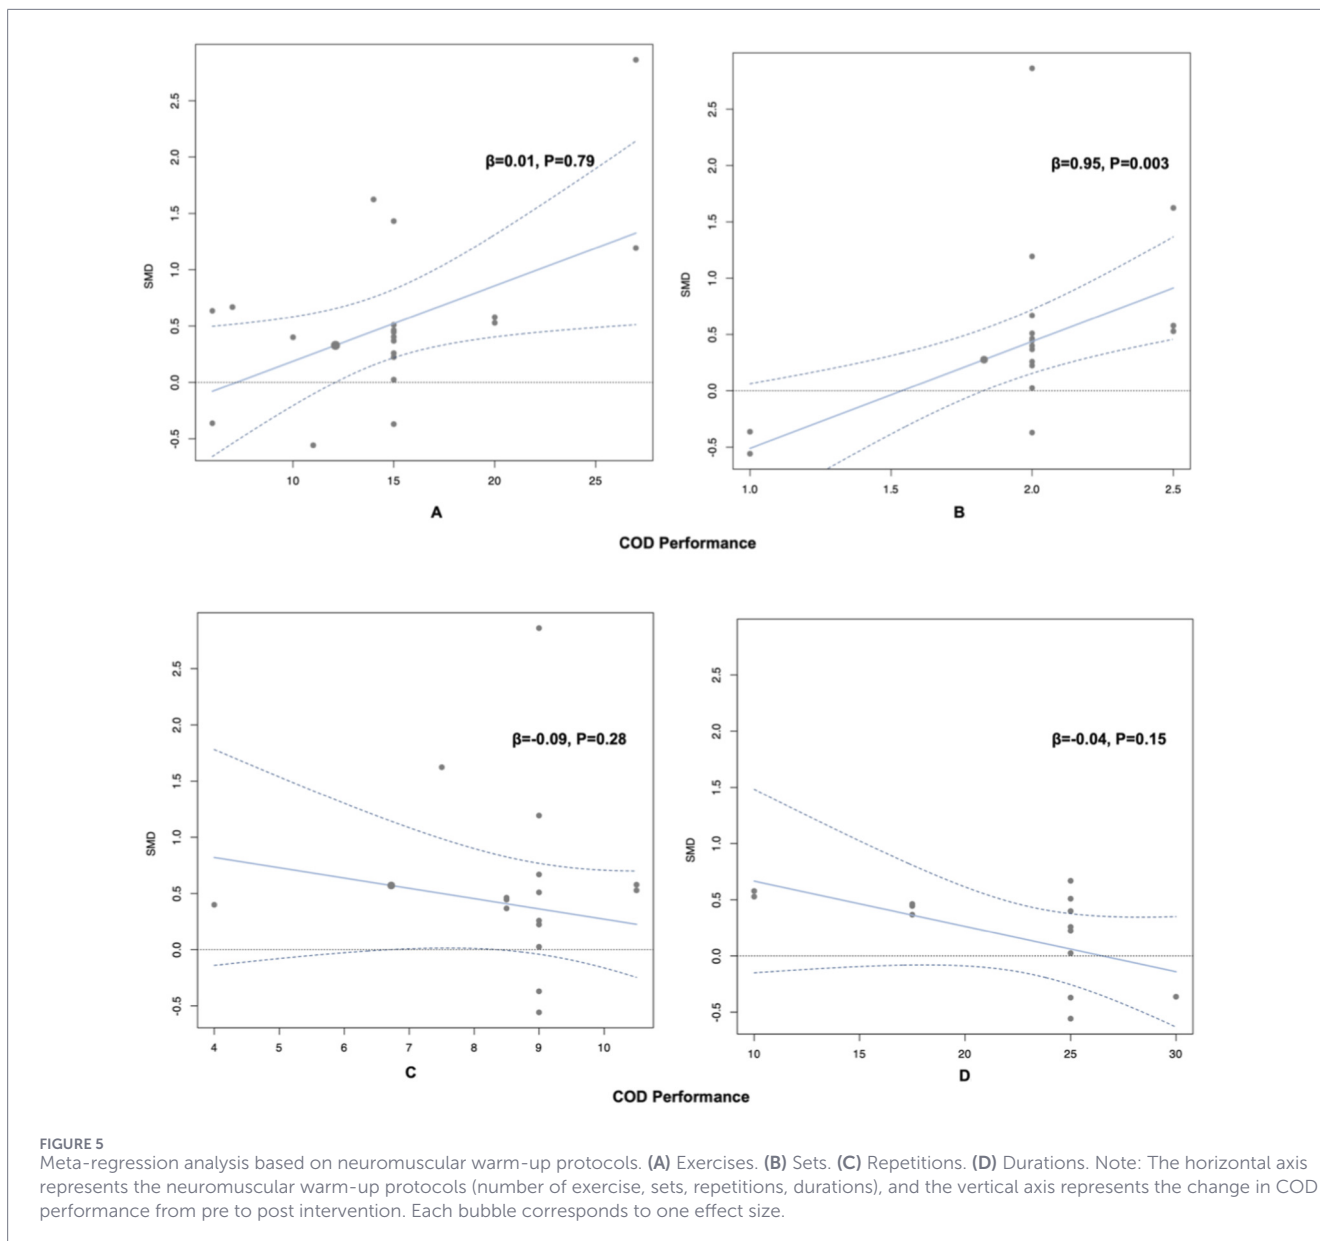 2.5
2.0
1.5
1.0
0.5
0.0
-0.5
SMD
β=0.01, P=0.79
10 15 20 25
A
2.5
2.0
1.5
1.0
0.5
0.0
-0.5
SMD
β=0.95, P=0.003
1.0 1.5 2.0 2.5
B
COD Performance
2.5
2.0
1.5
1.0
0.5
0.0
-0.5
SMD
β=-0.09, P=0.28
4 5 6 7 8 9 10
C
2.5
2.0
1.5
1.0
0.5
0.0
-0.5
SMD
β=-0.04, P=0.15
10 15 20 25 30
D
COD Performance
FIGURE 5
Meta-regression analysis based on neuromuscular warm-up protocols. (A) Exercises. (B) Sets. (C) Repetitions. (D) Durations. Note: The horizontal axis
represents the neuromuscular warm-up protocols (number of exercise, sets, repetitions, durations), and the vertical axis represents the change in COD
performance from pre to post intervention. Each bubble corresponds to one effect size.